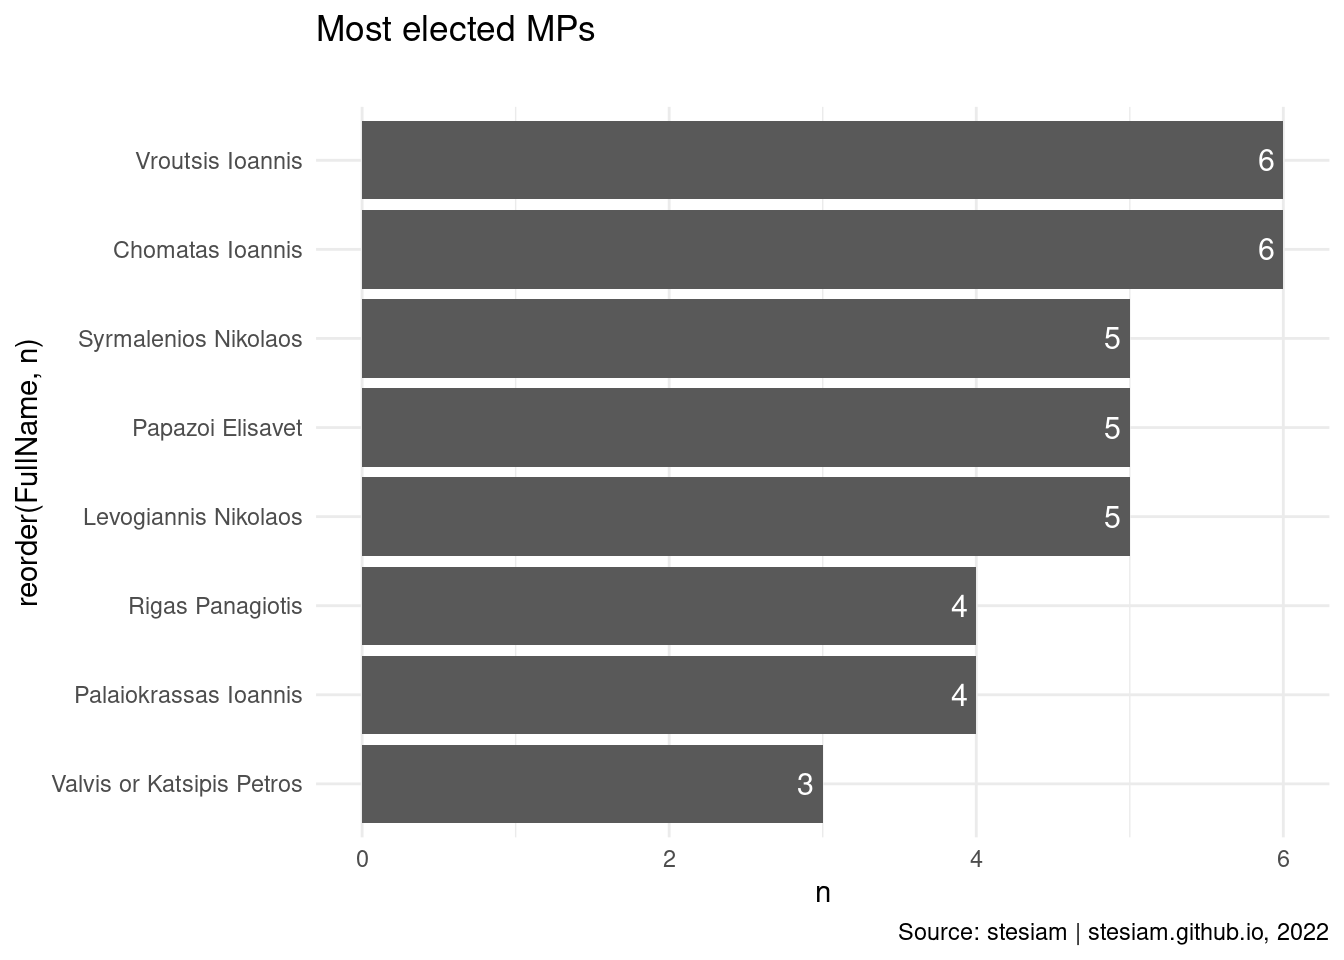 Most elected MPs
reorder(FullName, n)
Vroutsis Ioannis
6
Chomatas Ioannis
6
Syrmalenios Nikolaos
5
Papazoi Elisavet
5
Levogiannis Nikolaos
5
Rigas Panagiotis
4
Palaiokrassas Ioannis
4
Valvis or Katsipis Petros
3
0 2 4 6
n
Source: stesiam | stesiam.github.io, 2022